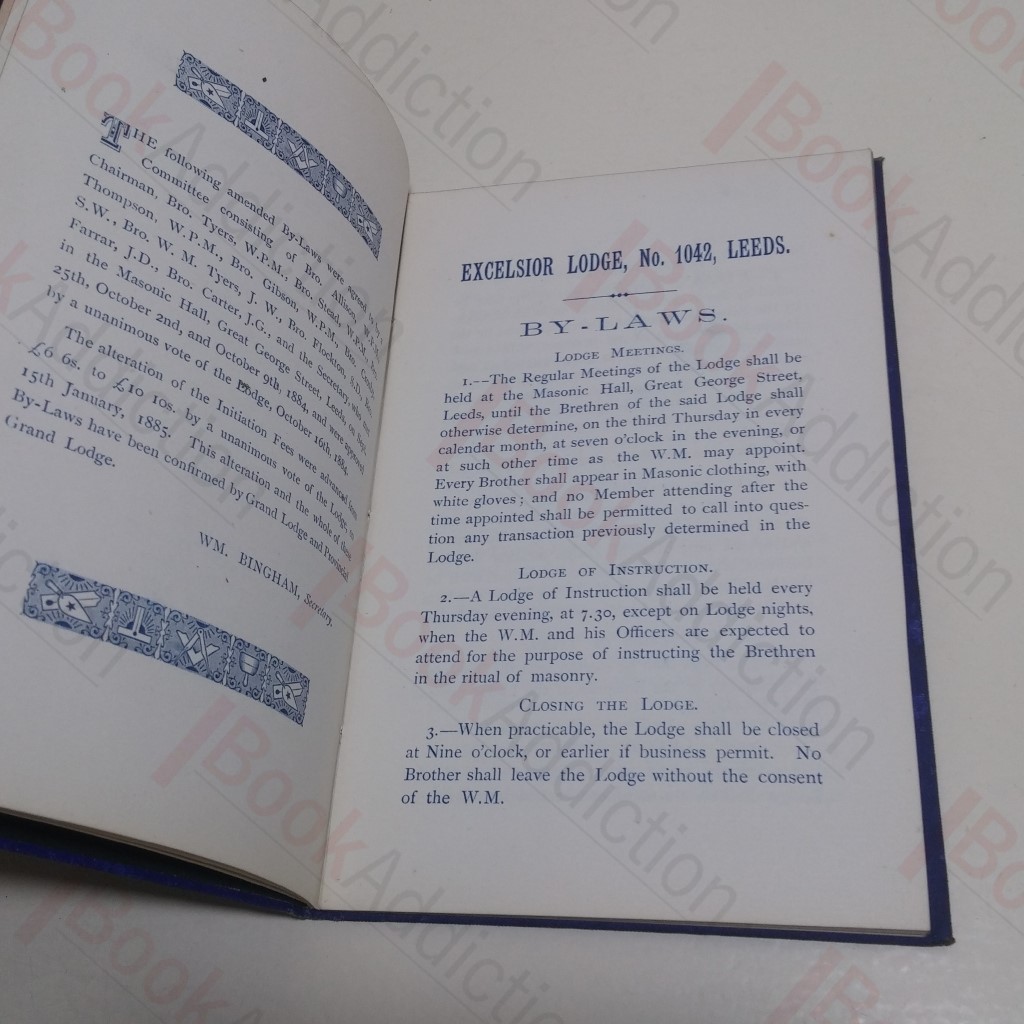 THE following amended By-Laws were agreed by
Committee consisting of Bro. Allison, W.P.M.
Chairman, Bro. Tyers, W.P.M., Bro. Stead, W.P.M.
Thompson, W.P.M., Bro. Gibson, W.P.M., Bro.
S.W., Bro. W. M. Tyers, J. W., Bro. Flockton, S.D., Bro.
Farrar, J.D., Bro. Carter, J.G., and the Secretary, who met
in the Masonic Hall, Great George Street, Leeds, on Sept.
25th, October 2nd, and October 9th, 1884, and were approved
by a unanimous vote of the Lodge, October 16th, 1884.
The alteration of the Initiation Fees were advanced from
£6 6s. to £10 10s. by a unanimous vote of the Lodge, in
15th January, 1885. This alteration and the whole of these
By-Laws have been confirmed by Grand Lodge and Provincial
Grand Lodge.
WM. BINGHAM, Secretary.
EXCELSIOR LODGE, No. 1042, LEEDS.
BY-LAWS.
LODGE MEETINGS.
1.--The Regular Meetings of the Lodge shall be
held at the Masonic Hall, Great George Street,
Leeds, until the Brethren of the said Lodge shall
otherwise determine, on the third Thursday in every
calendar month, at seven o'clock in the evening, or
at such other time as the W.M. may appoint.
Every Brother shall appear in Masonic clothing, with
white gloves; and no Member attending after the
time appointed shall be permitted to call into ques-
tion any transaction previously determined in the
Lodge.
LODGE OF INSTRUCTION.
2.—A Lodge of Instruction shall be held every
Thursday evening, at 7.30, except on Lodge nights,
when the W.M. and his Officers are expected to
attend for the purpose of instructing the Brethren
in the ritual of masonry.
CLOSING THE LODGE.
3.—When practicable, the Lodge shall be closed
at Nine o'clock, or earlier if business permit. No
Brother shall leave the Lodge without the consent
of the W.M.
BookAddiction